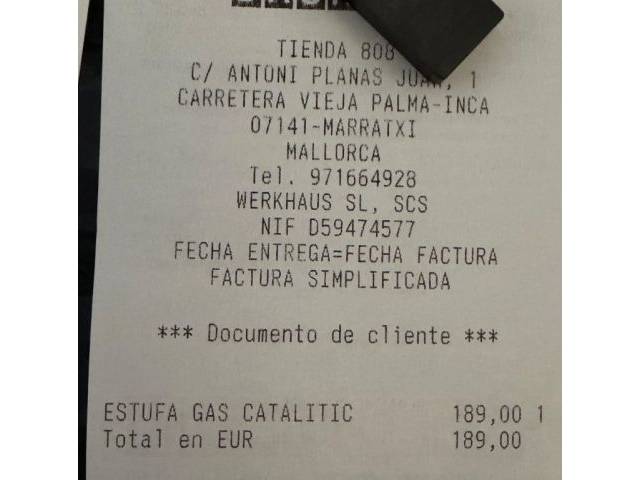 TIENDA 808
C/ ANTONI PLANAS JUAN, 1
CARRETERA VIEJA PALMA-INCA
07141-MARRATXI
MALLORCA
Tel. 971664928
WERKHAUS SL, SCS
NIF D59474577
FECHA ENTREGA=FECHA FACTURA
FACTURA SIMPLIFICADA
*** Documento de cliente ***
ESTUFA GAS CATALITIC 189,00 1
Total en EUR 189,00